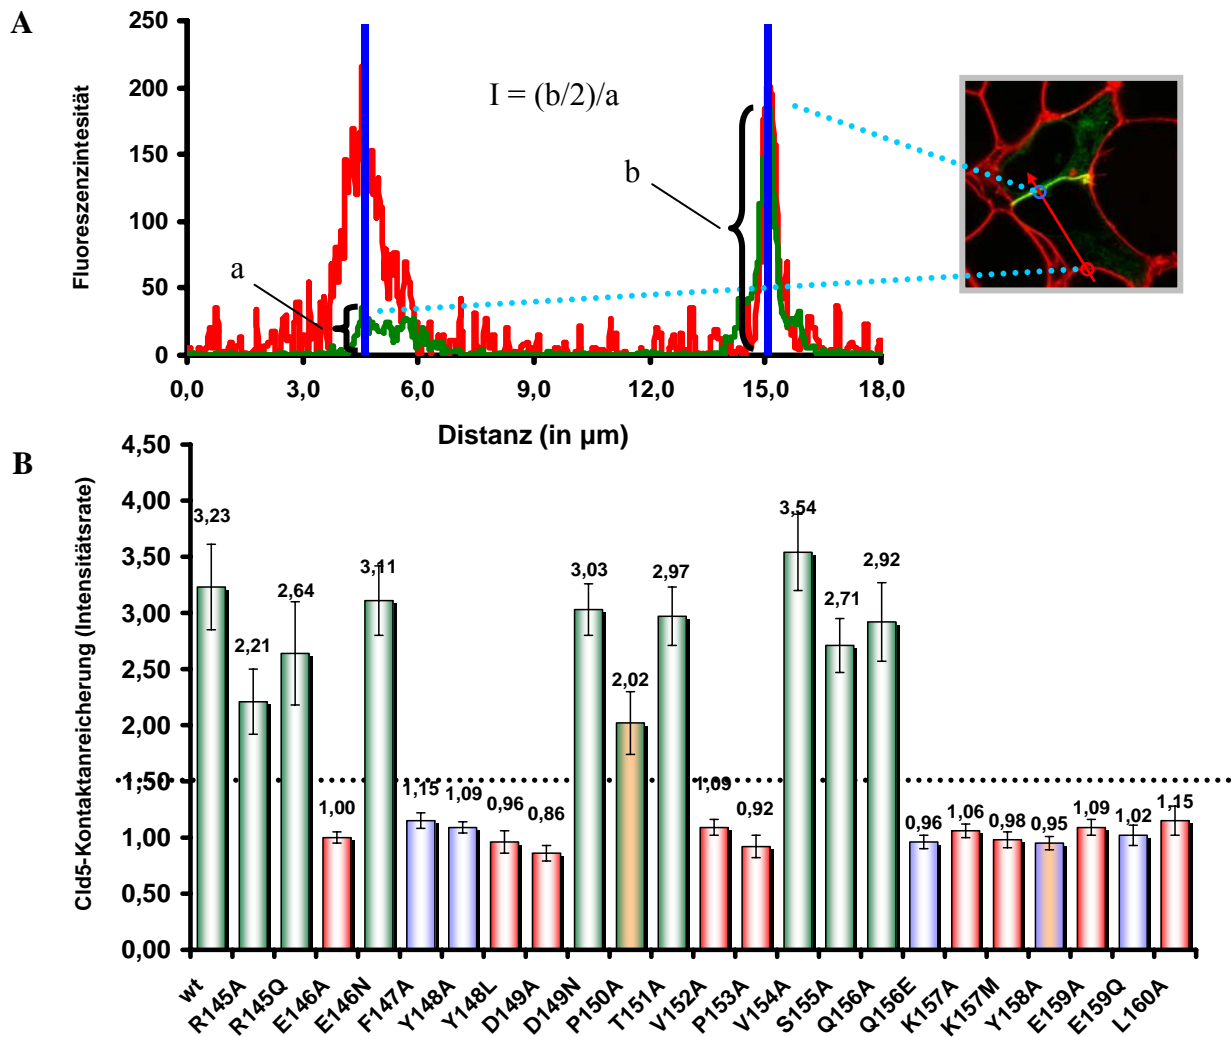 A
250
200
150
100
50
0
Fluoreszenzintesität
I = (b/2)/a
a
b
0,0 3,0 6,0 9,0 12,0 15,0 18,0
Distanz (in µm)
B
4,50
4,00
3,50
3,00
2,50
2,00
1,50
1,00
0,50
0,00
Cld5-Kontaktanreicherung (Intensitätsrate)
3,23 2,21 2,64 1,00 3,11 1,15 1,09 0,96 0,86 3,03 2,02 2,97 1,09 0,92 3,54 2,71 2,92 0,96 1,06 0,98 0,95 1,09 1,02 1,15
wt R145A R145Q E146A E146N F147A Y148A Y148L D149A D149N P150A T151A V152A P153A V154A S155A Q156A Q156E K157A K157M Y158A E159A E159Q L160A